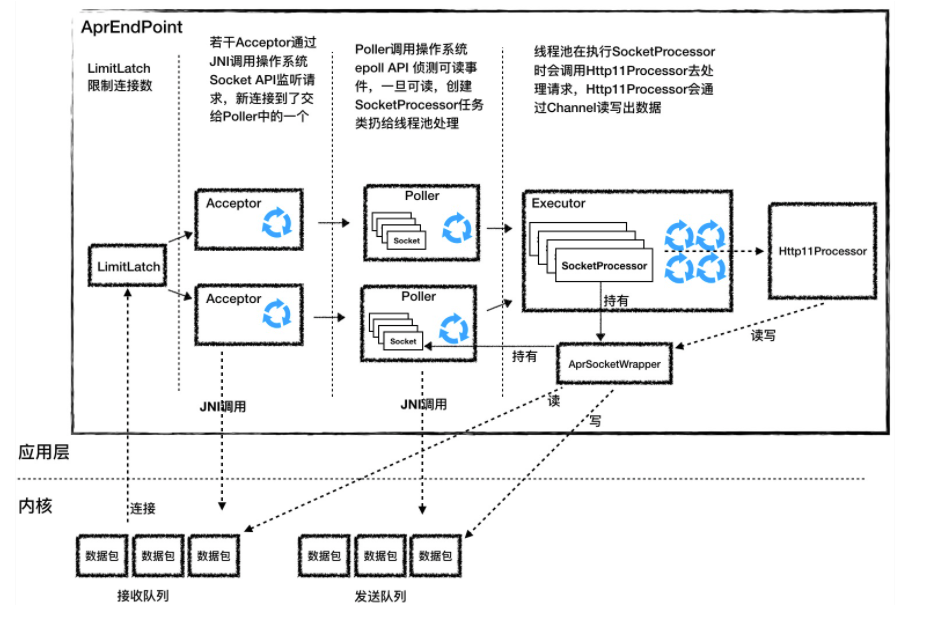 AprEndPoint
LimitLatch
限制连接数
若干Acceptor通过
JNI调用操作系统
Socket API监听请
求，新连接到了交
给Poller中的一个
Poller调用操作系统
epoll API 侦测可读事
件，一旦可读，创建
SocketProcessor任务
类扔给线程池处理
线程池在执行SocketProcessor
时会调用Http11Processor去处
理请求，Http11Processor会通
过Channel读写出数据
Acceptor
Poller
Socket
Executor
SocketProcessor
Http11Processor
LimitLatch
Acceptor
Poller
Socket
持有
持有
读写
AprSocketWrapper
JNI调用
JNI调用
读
写
应用层
内核
连接
数据包
数据包
数据包
接收队列
数据包
数据包
数据包
发送队列